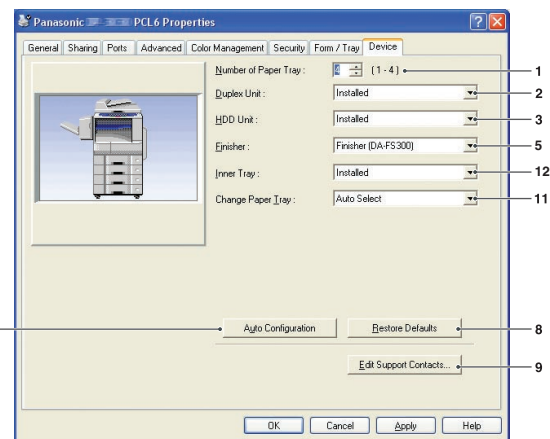 Panasonic PCL6 Properties
General Sharing Ports Advanced Color Management Security Form / Tray Device
Number of Paper Tray : 4 (1 - 4) 1
Duplex Unit : Installed 2
HDD Unit : Installed 3
Finisher : Finisher (DA-FS300) 5
Inner Tray : Installed 12
Change Paper Tray : Auto Select 11
Auto Configuration Restore Defaults 8
Edit Support Contacts... 9
OK Cancel Apply Help